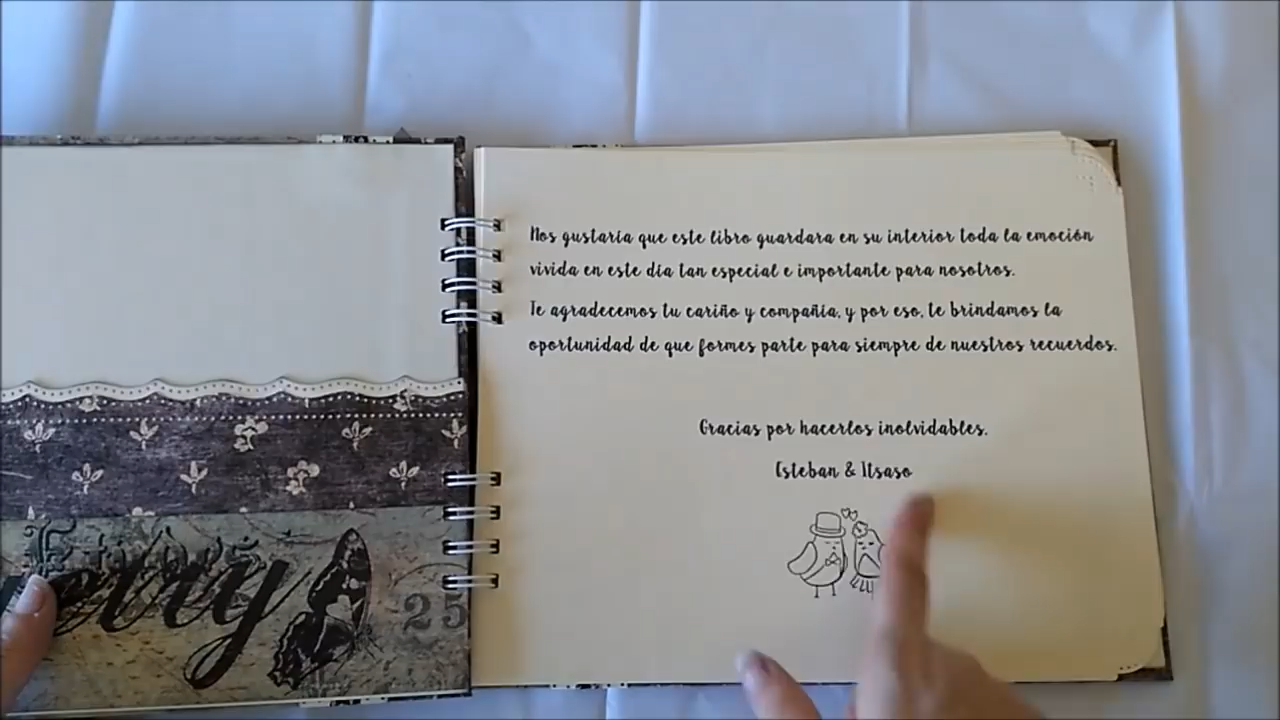 Nos gustaría que este libro guardara en su interior toda la emoción
vivida en este día tan especial e importante para nosotros.
Te agradecemos tu cariño y compañía, y por eso, te brindamos la
oportunidad de que formes parte para siempre de nuestros recuerdos.
Gracias por hacerlos inolvidables.
Esteban & Itsaso
25